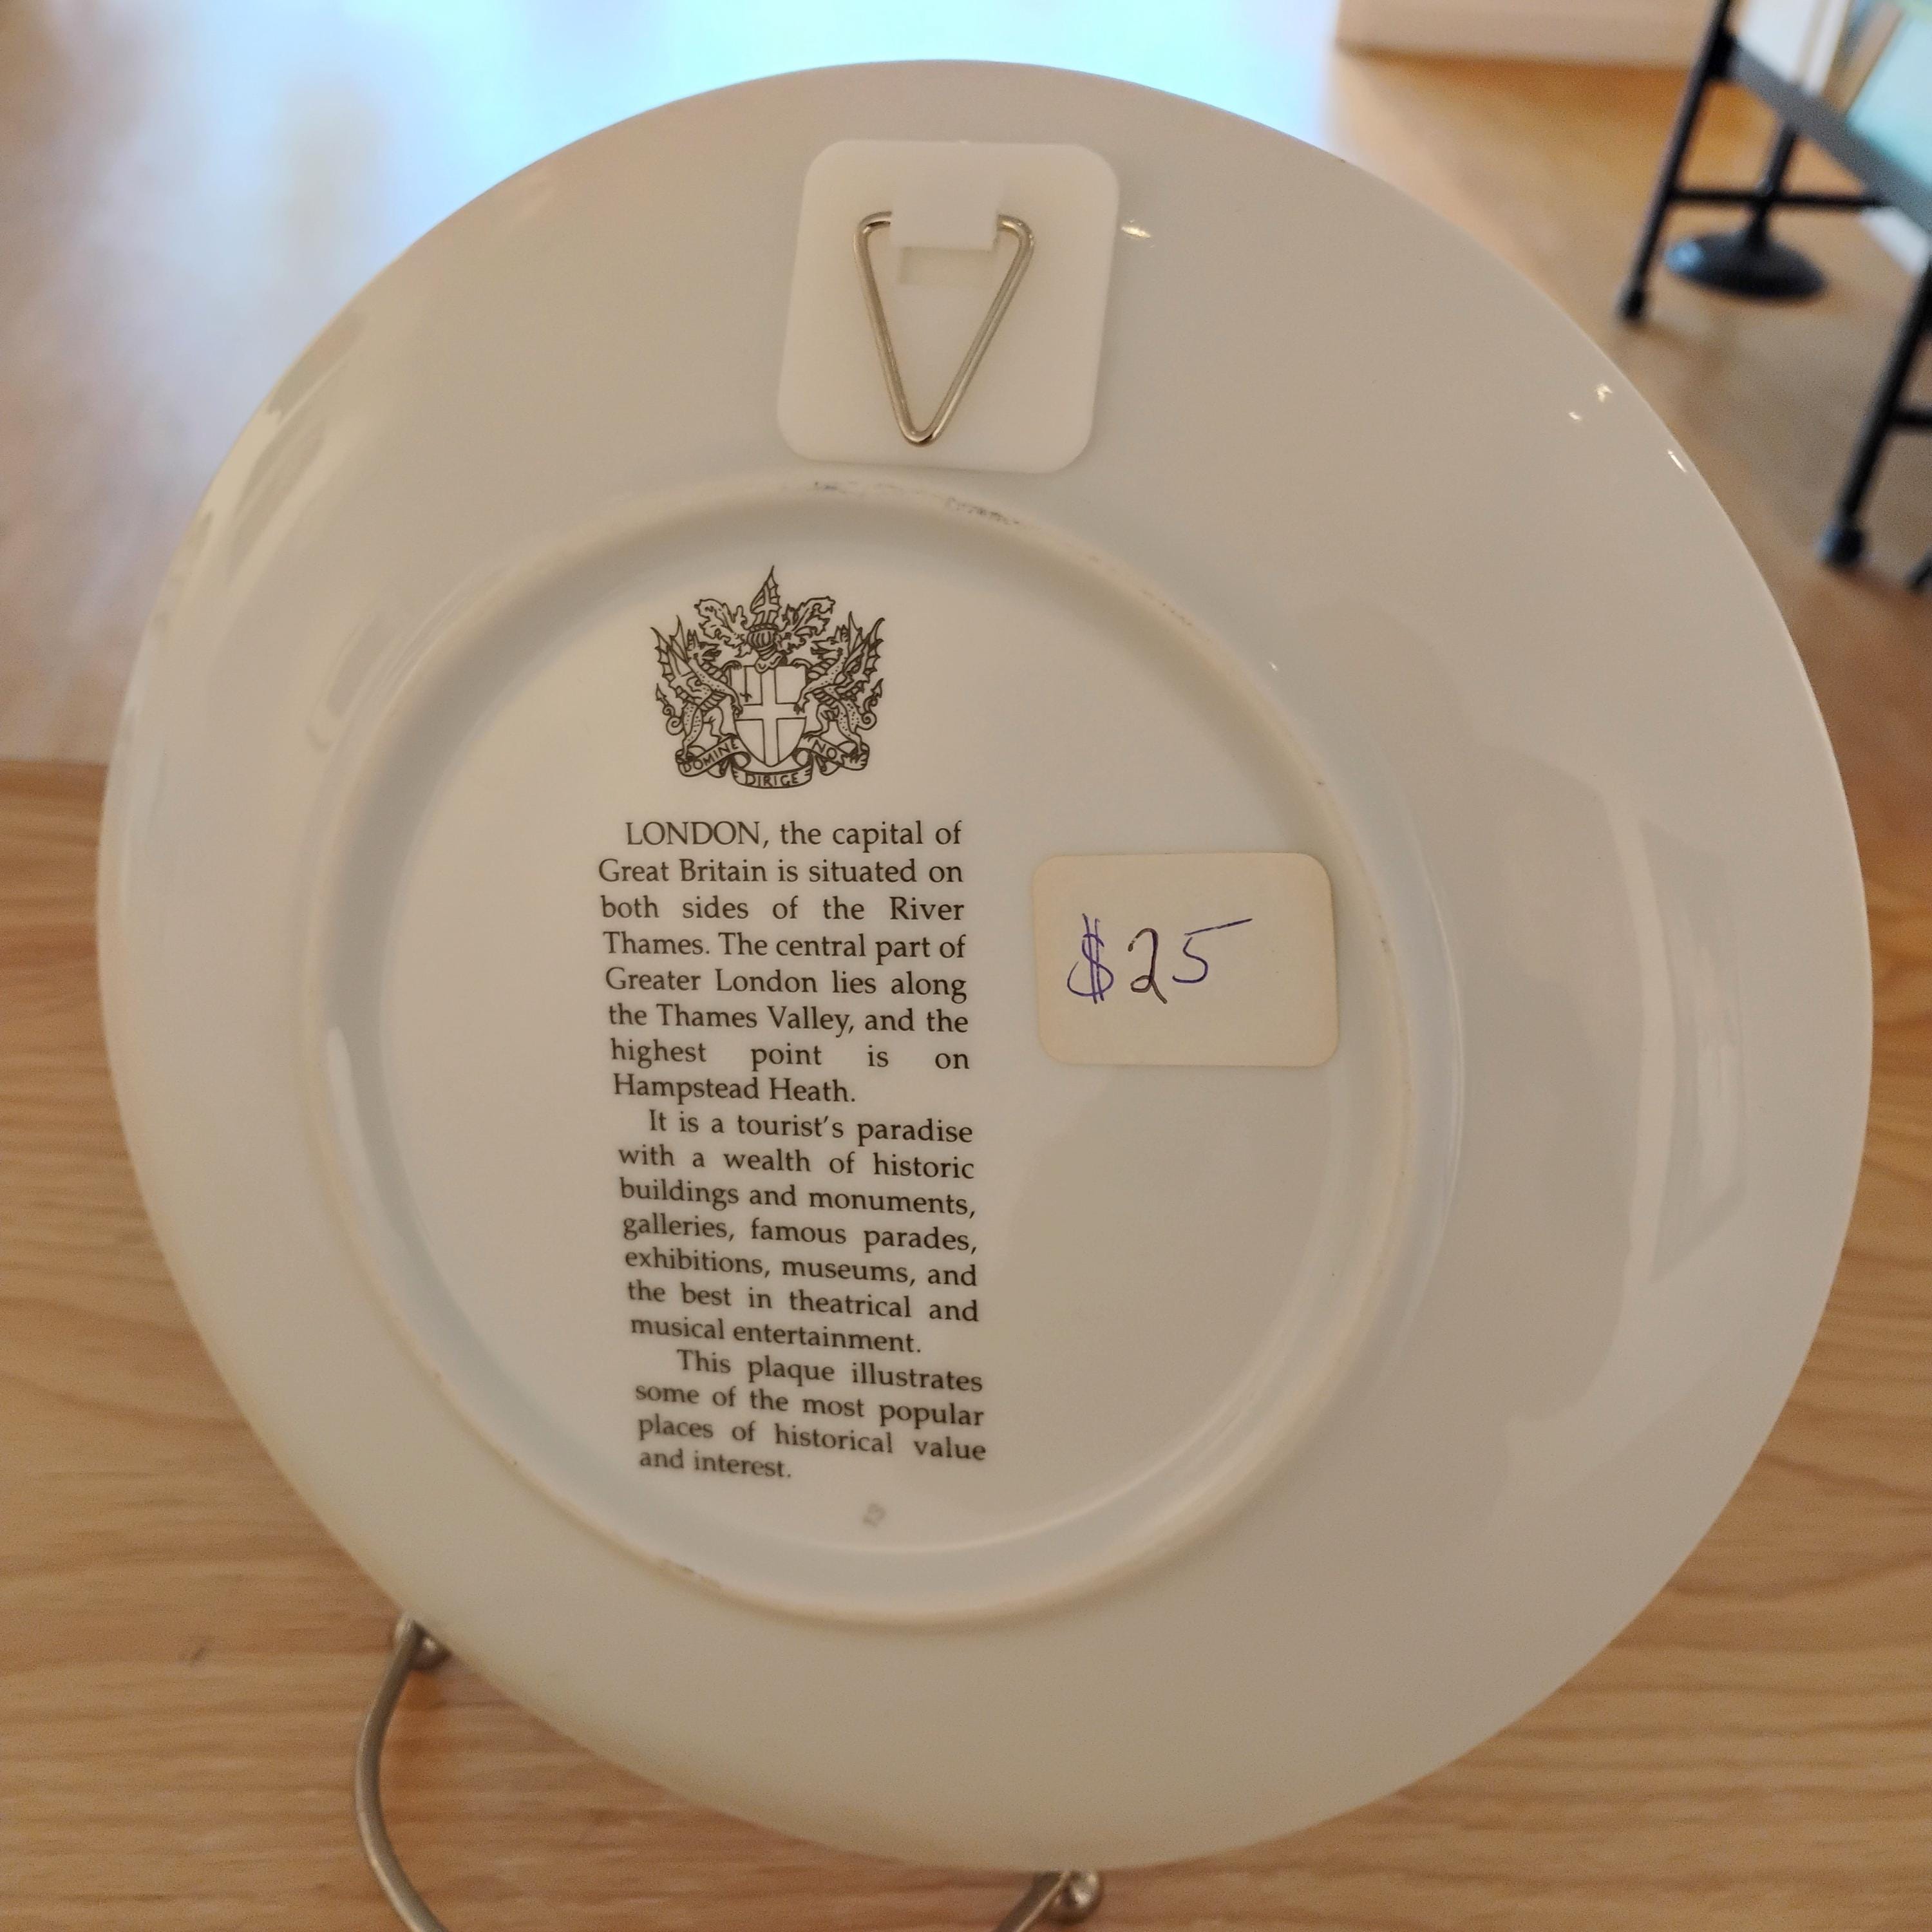 DOMINE
DIRIGE
NOS
LONDON, the capital of
Great Britain is situated on
both sides of the River
Thames. The central part of
Greater London lies along
the Thames Valley, and the
highest point is on
Hampstead Heath.
It is a tourist's paradise
with a wealth of historic
buildings and monuments,
galleries, famous parades,
exhibitions, museums, and
the best in theatrical and
musical entertainment.
This plaque illustrates
some of the most popular
places of historical value
and interest.
$25